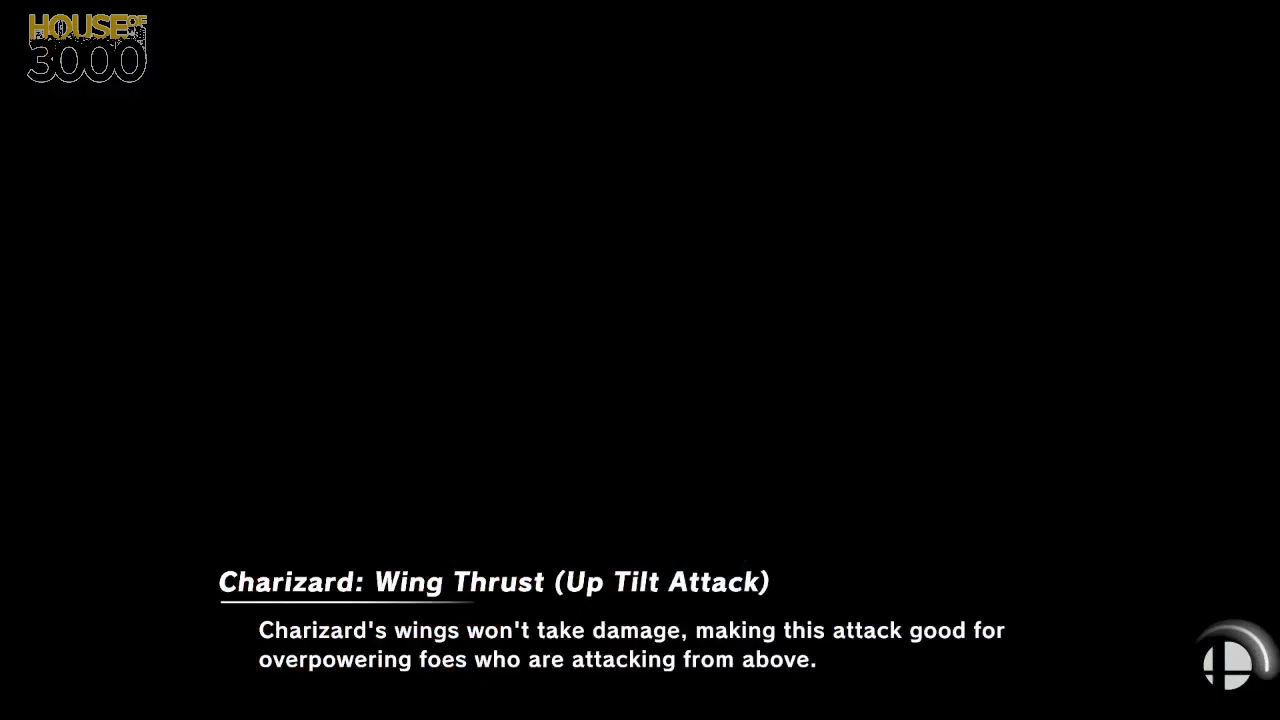 HOUSE OF
3000
Charizard: Wing Thrust (Up Tilt Attack)
Charizard's wings won't take damage, making this attack good for
overpowering foes who are attacking from above.